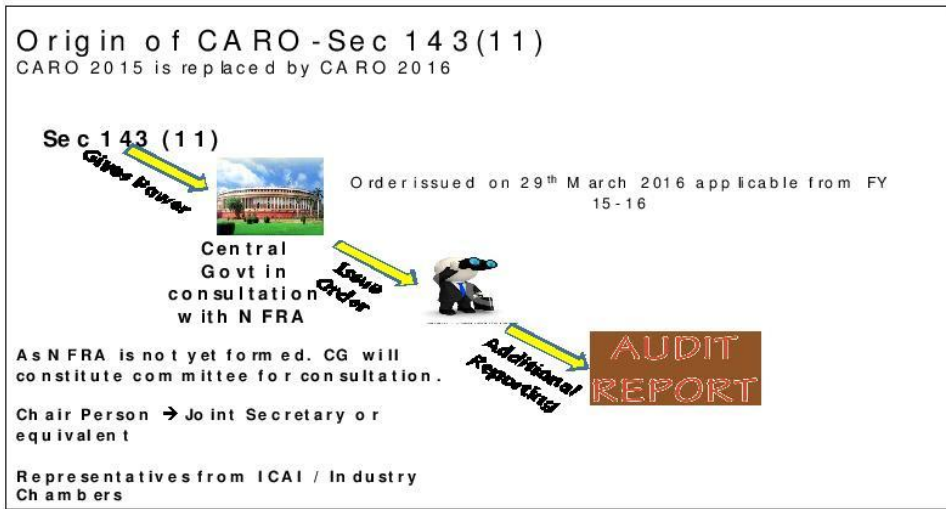 Origin of CARO -Sec 143(11)
CARO 2015 is replaced by CARO 2016
Sec 143 (11)
Gives Power
Order issued on 29th March 2016 applicable from FY
15-16
Central
Govt in
consultation
with NFRA
Issue
Order
As NFRA is not yet formed. CG will
constitute committee for consultation.
Additional
Reporting
AUDIT
REPORT
Chair Person → Joint Secretary or
equivalent
Representatives from ICAI / Industry
Chambers